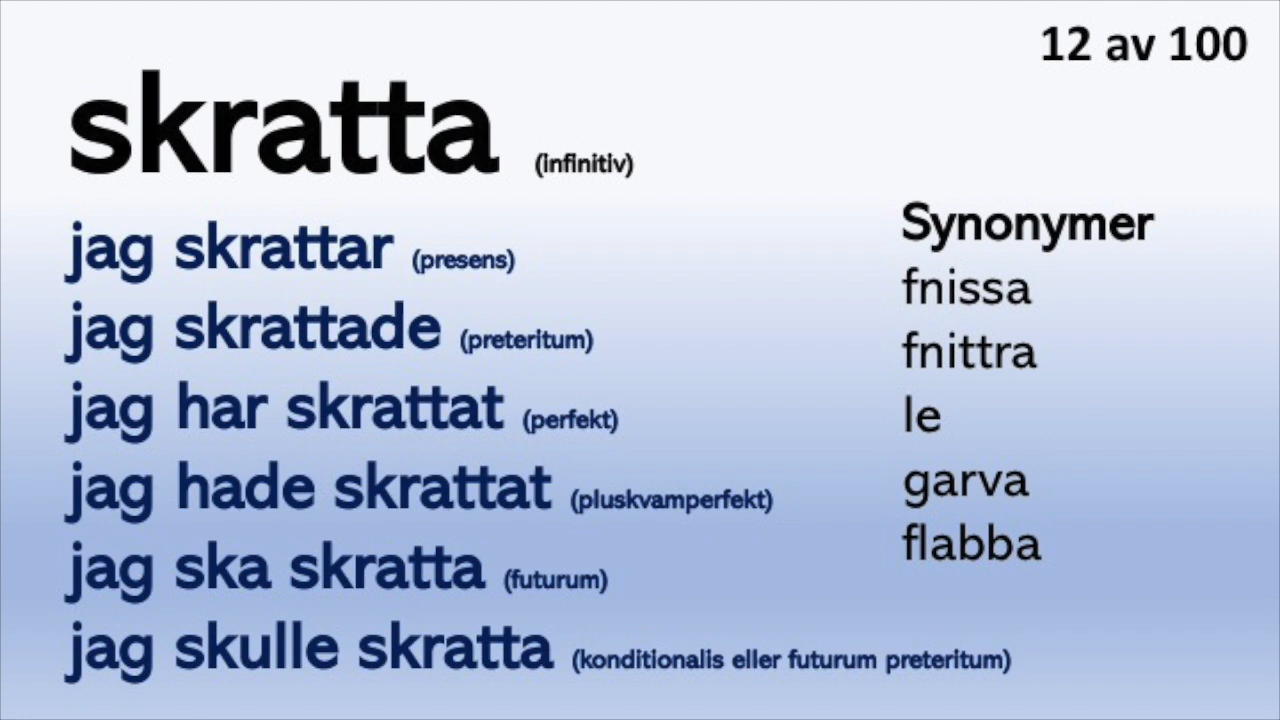 12 av 100
skratta (infinitiv)
jag skrattar (presens)
jag skrattade (preteritum)
jag har skrattat (perfekt)
jag hade skrattat (pluskvamperfekt)
jag ska skratta (futurum)
jag skulle skratta (konditionalis eller futurum preteritum)
Synonymer
fnissa
fnittra
le
garva
flabba